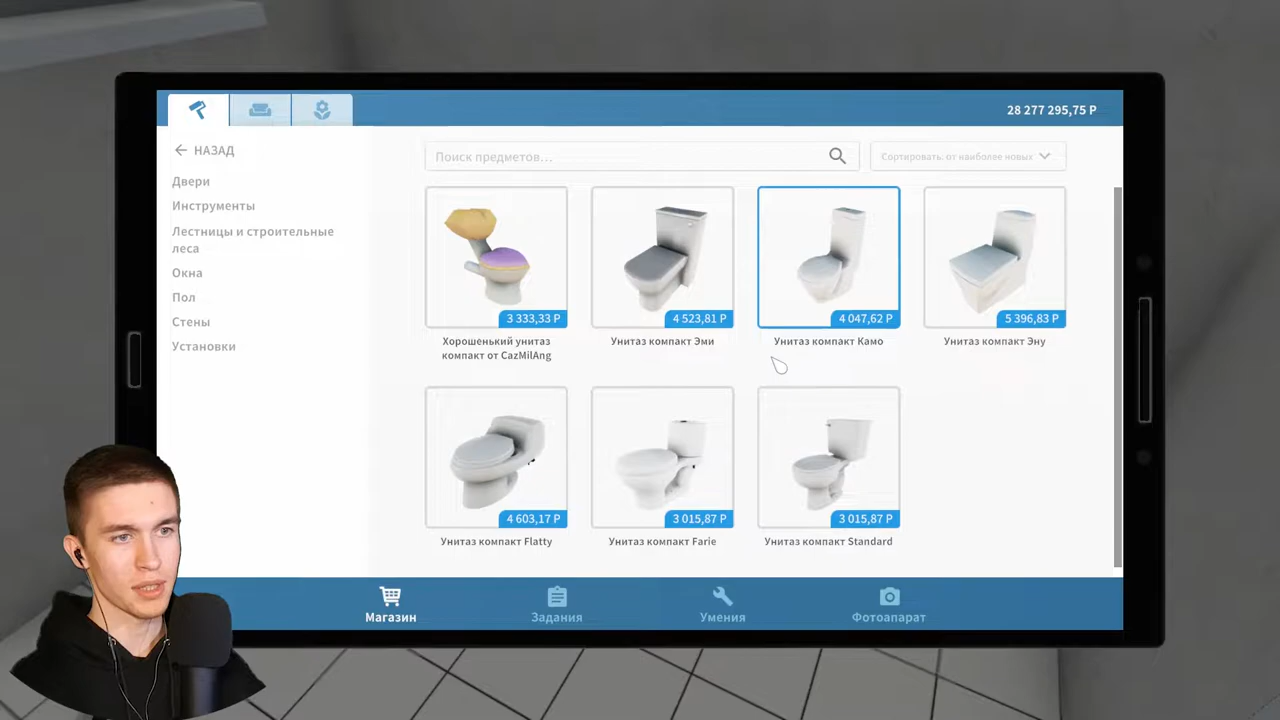 28 277 295,75 Р
НАЗАД
Двери
Инструменты
Лестницы и строительные
леса
Окна
Пол
Стены
Установки
Поиск предметов...
Сортировать: от наиболее новых
3 333,33 Р
4 523,81 Р
4 047,62 Р
5 396,83 Р
Хорошенький унитаз
компакт от CazMilAng
Унитаз компакт Эми
Унитаз компакт Камо
Унитаз компакт Эну
4 603,17 Р
3 015,87 Р
3 015,87 Р
Унитаз компакт Flatty
Унитаз компакт Farie
Унитаз компакт Standard
Магазин
Задания
Умения
Фотоаппарат